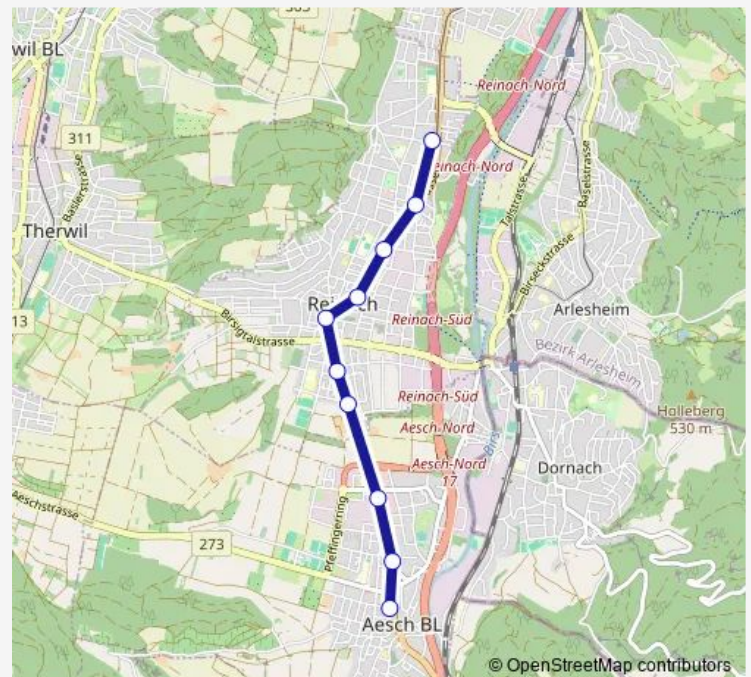 wil BL
Reinach-Nord
311
einach-Nord
Baslerstrasse
Talstrasse
Baselstrasse
Therwil
Birseckstrasse
13
Reinach
Reinach-Süd
Arlesheim
Birsigtalstrasse
Bezirk Arlesheim
Reinach-Süd
Holleberg
530 m
Aesch-Nord
Birs
Aesch-Nord
17
Dornach
Aeschstrasse
Pfeffingerring
273
Aesch BL
© OpenStreetMap contributors